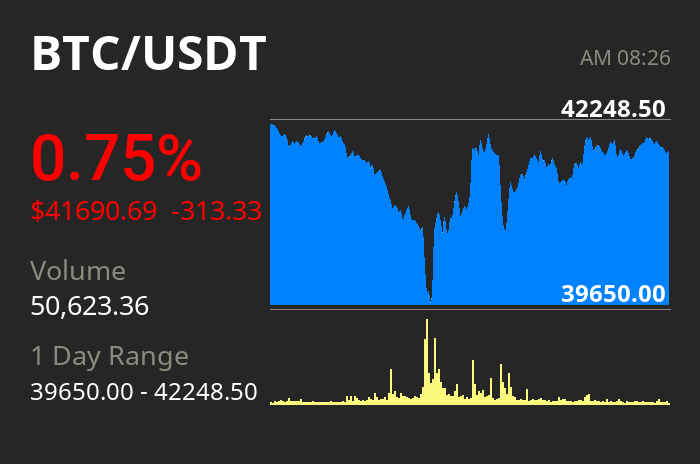 BTC/USDT
AM 08:26
42248.50
0.75%
$41690.69 -313.33
Volume
50,623.36
39650.00
1 Day Range
39650.00 - 42248.50